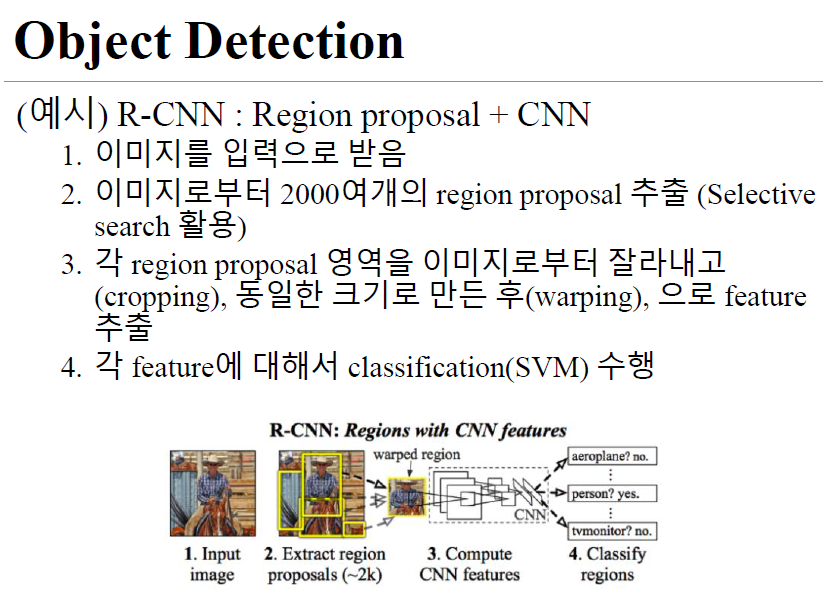 Object Detection
(예시) R-CNN : Region proposal + CNN
1. 이미지를 입력으로 받음
2. 이미지로부터 2000여개의 region proposal 추출 (Selective
search 활용)
3. 각 region proposal 영역을 이미지로부터 잘라내고
(cropping), 동일한 크기로 만든 후(warping), 으로 feature
추출
4. 각 feature에 대해서 classification(SVM) 수행
R-CNN: Regions with CNN features
warped region
aeroplane? no.
person? yes.
CNN
tvmonitor? no.
1. Input
image
2. Extract region
proposals (~2k)
3. Compute
CNN features
4. Classify
regions